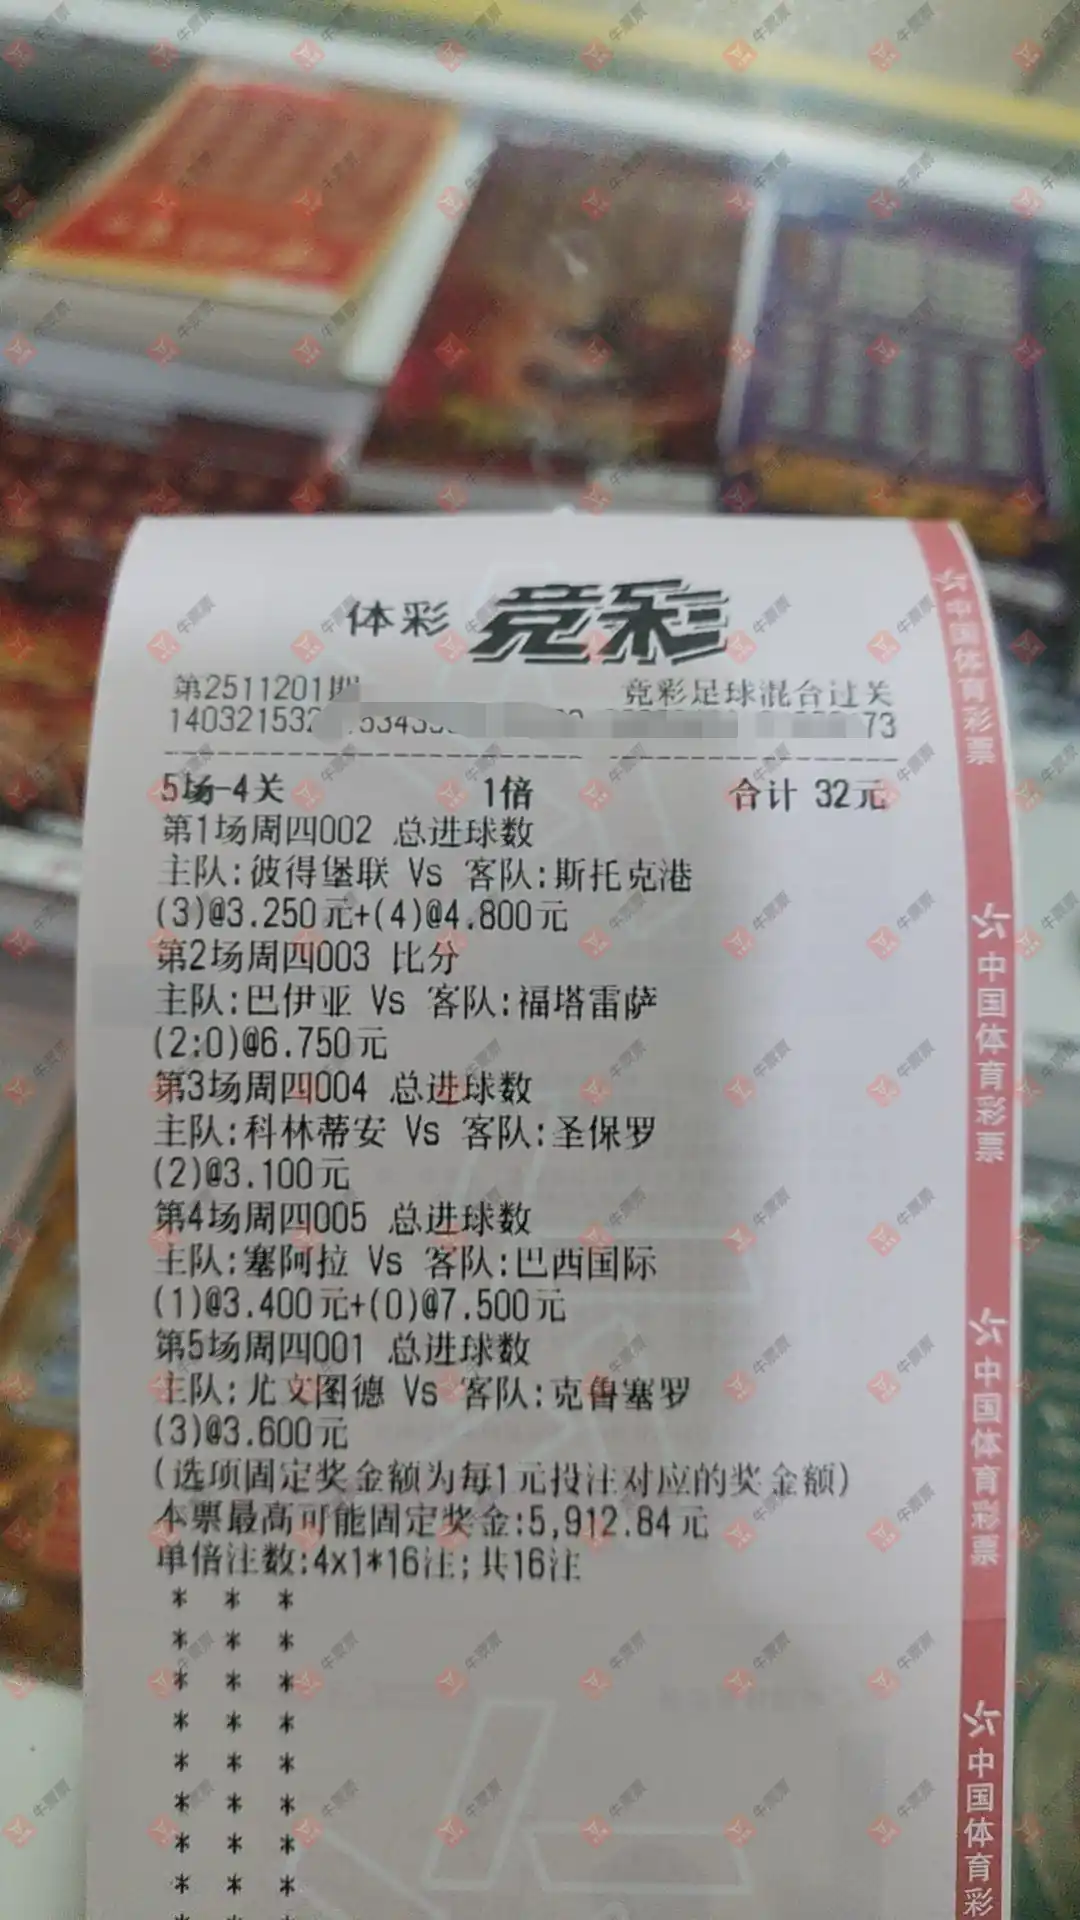 体彩 竞彩
第2511201期 竞彩足球混合过关
73
5场-4关 1倍 合计 32元
第1场周四002 总进球数
主队:彼得堡联 Vs 客队:斯托克港
(3)@3.250元+(4)@4.800元
第2场周四003 比分
主队:巴伊亚 Vs 客队:福塔雷萨
(2:0)@6.750元
第3场周四004 总进球数
主队:科林蒂安 Vs 客队:圣保罗
(2)@3.100元
第4场周四005 总进球数
主队:塞阿拉 Vs 客队:巴西国际
(1)@3.400元+(0)@7.500元
第5场周四001 总进球数
主队:尤文图德 Vs 客队:克鲁塞罗
(3)@3.600元
(选项固定奖金额为每1元投注对应的奖金额)
本票最高可能固定奖金:5,912.84元
单倍注数:4x1*16注;共16注
* * *
* * *
* * *
* * *
* * *
* * *
* * *
* * *
中国体育彩票
中国体育彩票
中国体育彩票
中国体育彩
牛票票